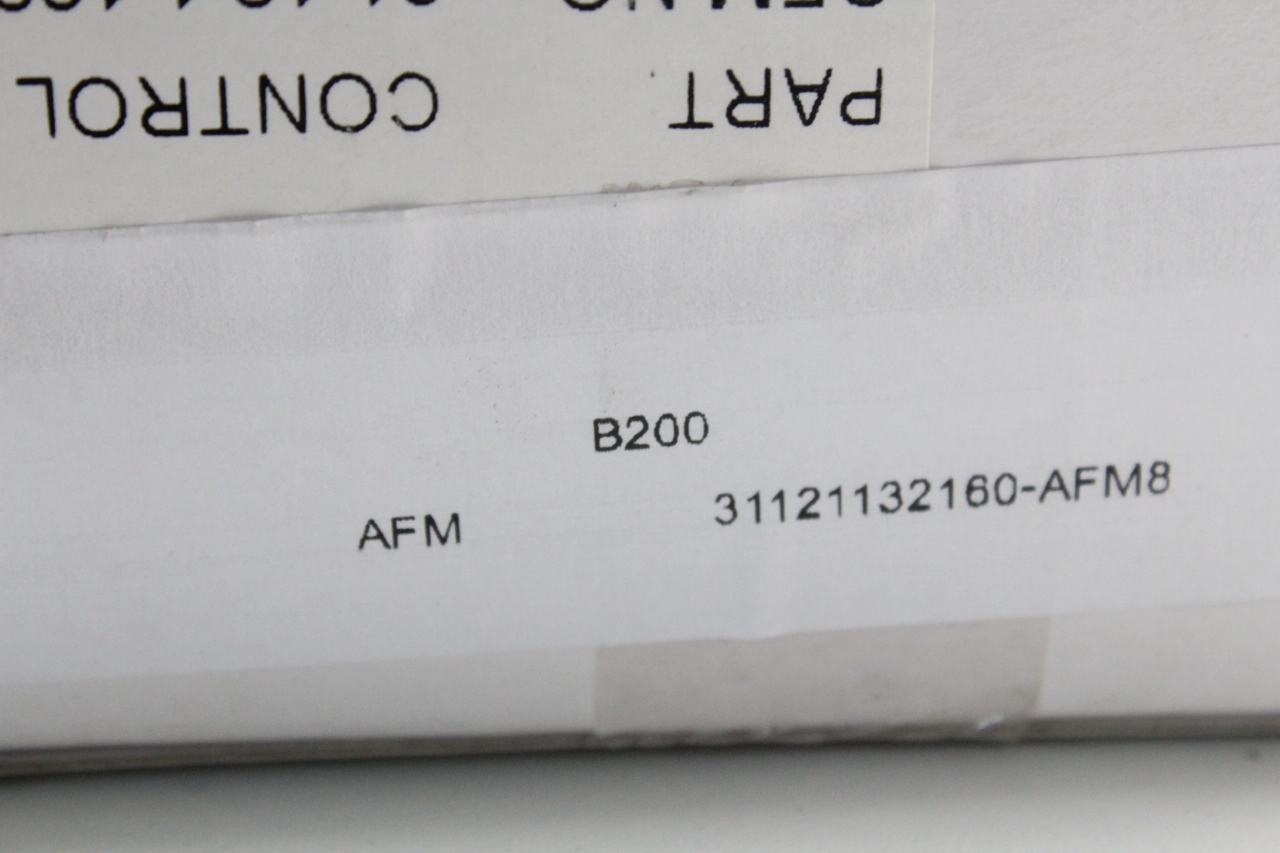 B200
AFM 31121132160-AFM8
PART CONTROL